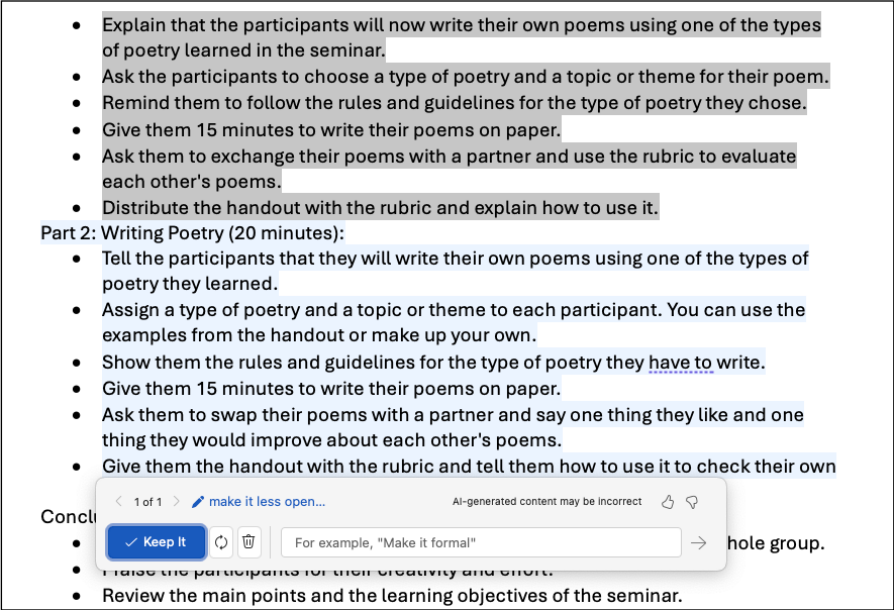 • Explain that the participants will now write their own poems using one of the types
of poetry learned in the seminar.
• Ask the participants to choose a type of poetry and a topic or theme for their poem.
• Remind them to follow the rules and guidelines for the type of poetry they chose.
• Give them 15 minutes to write their poems on paper.
• Ask them to exchange their poems with a partner and use the rubric to evaluate
each other's poems.
• Distribute the handout with the rubric and explain how to use it.
Part 2: Writing Poetry (20 minutes):
• Tell the participants that they will write their own poems using one of the types of
poetry they learned.
• Assign a type of poetry and a topic or theme to each participant. You can use the
examples from the handout or make up your own.
• Show them the rules and guidelines for the type of poetry they have to write.
• Give them 15 minutes to write their poems on paper.
• Ask them to swap their poems with a partner and say one thing they like and one
thing they would improve about each other's poems.
• Give them the handout with the rubric and tell them how to use it to check their own
1 of 1 make it less open... AI-generated content may be incorrect
Conclu
Keep It For example, "Make it formal"
• hole group.
• Praise the participants for their creativity and effort.
• Review the main points and the learning objectives of the seminar.